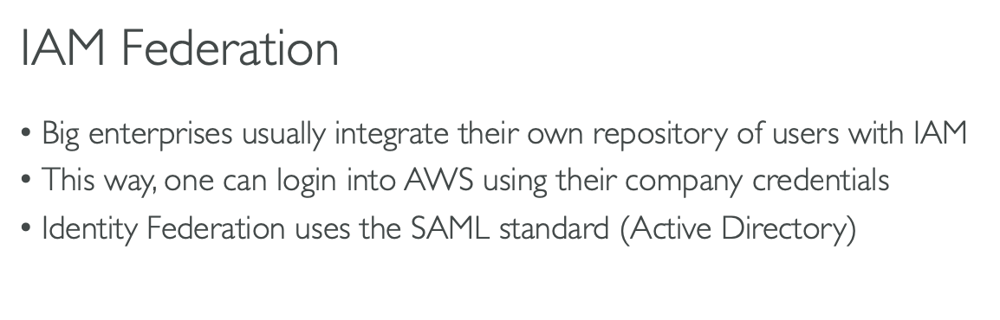 IAM Federation
• Big enterprises usually integrate their own repository of users with IAM
• This way, one can login into AWS using their company credentials
• Identity Federation uses the SAML standard (Active Directory)